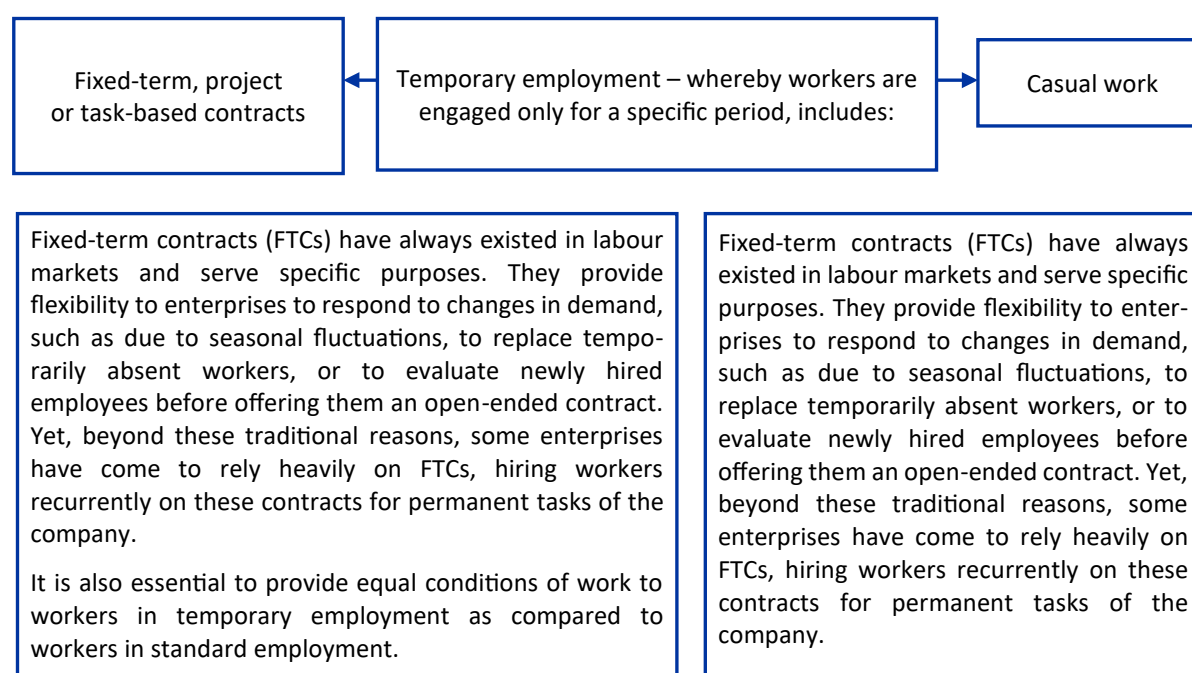 Fixed-term, project
or task-based contracts
Temporary employment – whereby workers are
engaged only for a specific period, includes:
Casual work
Fixed-term contracts (FTCs) have always existed in labour
markets and serve specific purposes. They provide
flexibility to enterprises to respond to changes in demand,
such as due to seasonal fluctuations, to replace tempo-
rarily absent workers, or to evaluate newly hired
employees before offering them an open-ended contract.
Yet, beyond these traditional reasons, some enterprises
have come to rely heavily on FTCs, hiring workers
recurrently on these contracts for permanent tasks of the
company.
It is also essential to provide equal conditions of work to
workers in temporary employment as compared to
workers in standard employment.
Fixed-term contracts (FTCs) have always
existed in labour markets and serve specific
purposes. They provide flexibility to enter-
prises to respond to changes in demand,
such as due to seasonal fluctuations, to
replace temporarily absent workers, or to
evaluate newly hired employees before
offering them an open-ended contract. Yet,
beyond these traditional reasons, some
enterprises have come to rely heavily on
FTCs, hiring workers recurrently on these
contracts for permanent tasks of the
company.